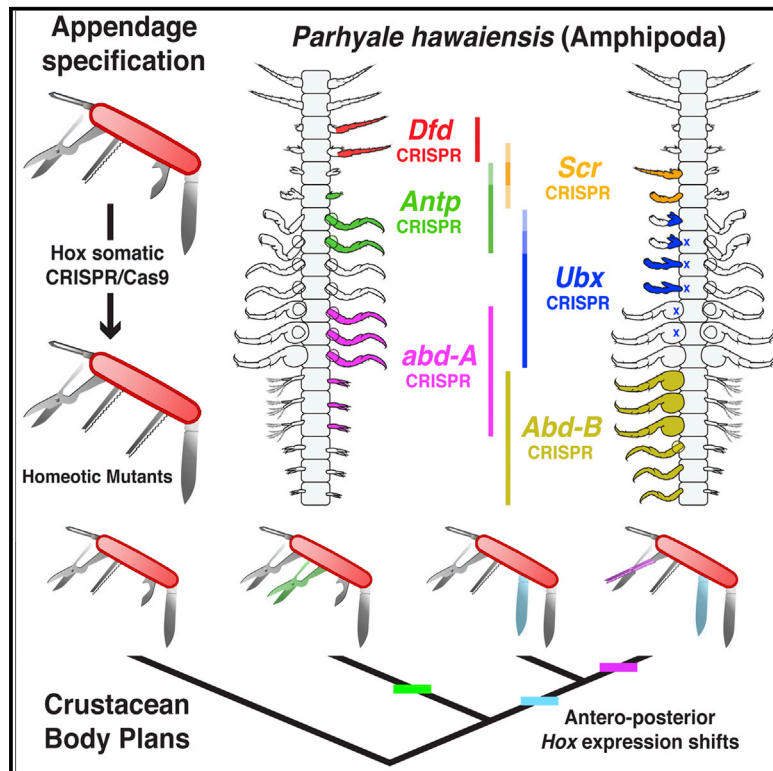 Appendage
specification
Parhyale hawaiensis (Amphipoda)
Dfd
CRISPR
Scr
CRISPR
Antp
CRISPR
Hox somatic
CRISPR/Cas9
x
x
x
Ubx
CRISPR
x
x
abd-A
CRISPR
Abd-B
CRISPR
Homeotic Mutants
Crustacean
Body Plans
Antero-posterior
Hox expression shifts